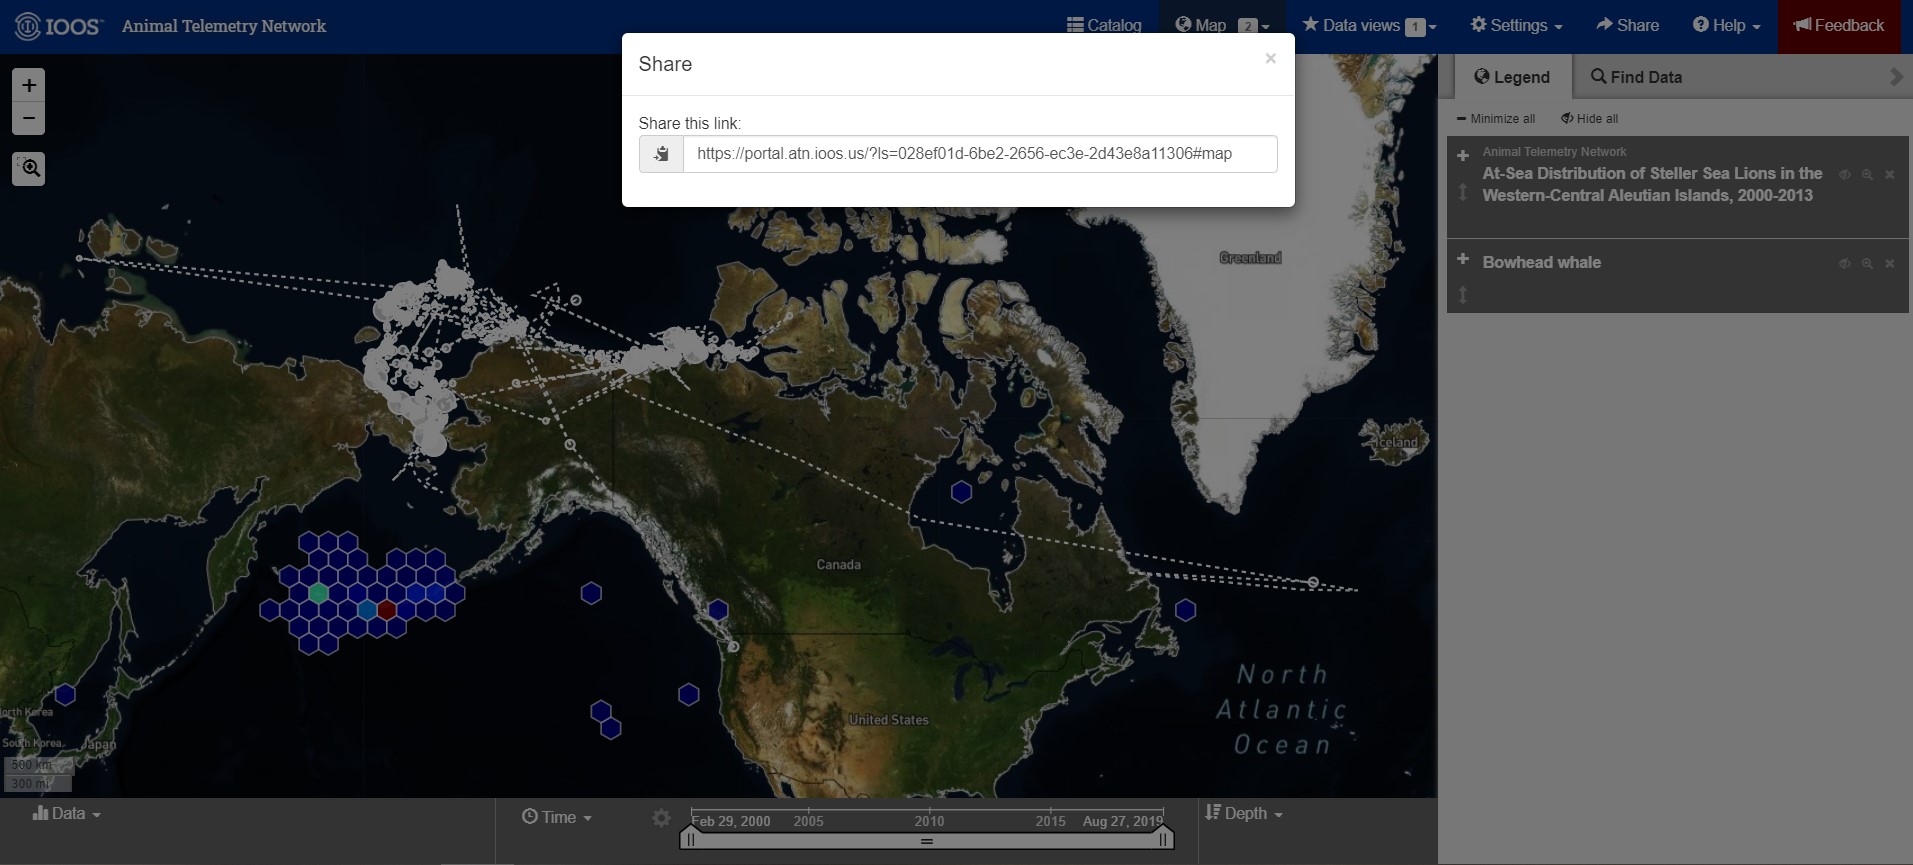 IOOS™ Animal Telemetry Network
Catalog Map 2 Data views 1 Settings Share Help Feedback
Share ×
Share this link:
https://portal.atn.ioos.us/?ls=028ef01d-6be2-2656-ec3e-2d43e8a11306#map
Legend Find Data
Minimize all Hide all
Animal Telemetry Network
At-Sea Distribution of Steller Sea Lions in the
Western-Central Aleutian Islands, 2000-2013
Bowhead whale
Greenland
Iceland
Canada
United States
North
Atlantic
Ocean
orth Korea
South Korea
Japan
500 km
300 mi
Data
Time
Feb 29, 2000 2005 2010 2015 Aug 27, 2019
Depth